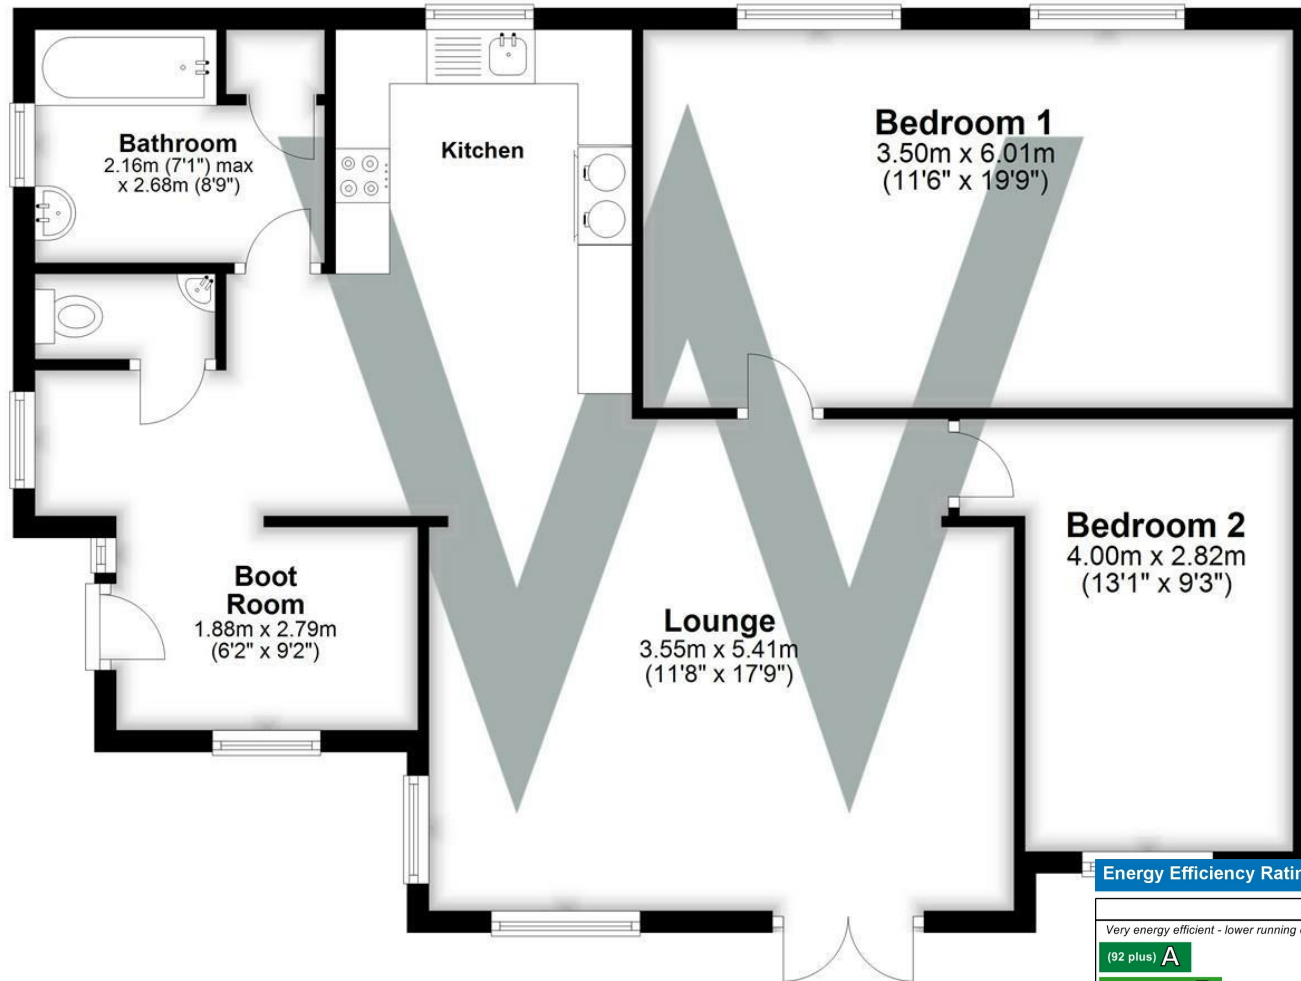 Bathroom
2.16m (7'1") max
x 2.68m (8'9")
Kitchen
Bedroom 1
3.50m x 6.01m
(11'6" x 19'9")
Bedroom 2
4.00m x 2.82m
(13'1" x 9'3")
Boot
Room
1.88m x 2.79m
(6'2" x 9'2")
Lounge
3.55m x 5.41m
(11'8" x 17'9")
W
Energy Efficiency Ratin
Very energy efficient - lower running
(92 plus) A